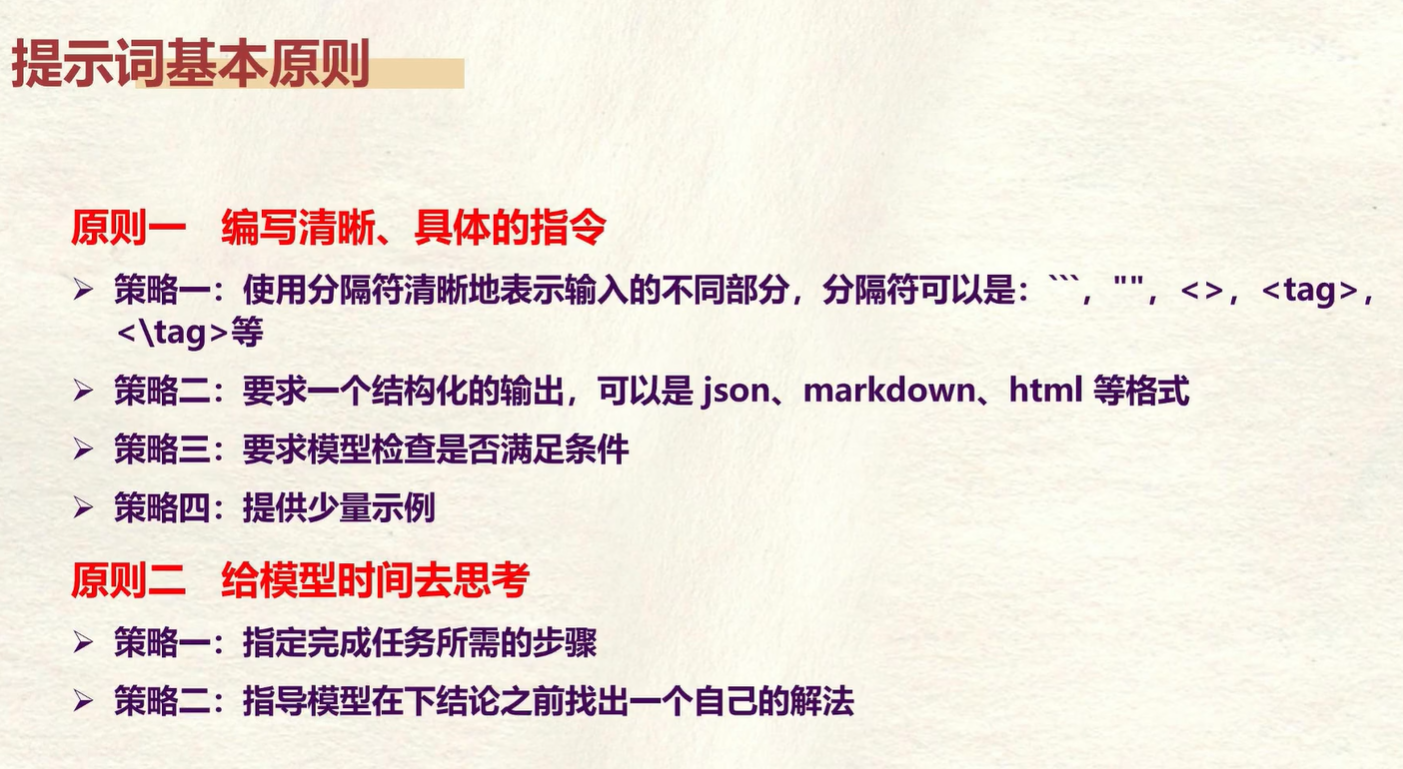 提示词基本原则
原则一 编写清晰、具体的指令
➢ 策略一：使用分隔符清晰地表示输入的不同部分，分隔符可以是：```，""，<>，<tag>，
<\tag>等
➢ 策略二：要求一个结构化的输出，可以是 json、markdown、html 等格式
➢ 策略三：要求模型检查是否满足条件
➢ 策略四：提供少量示例
原则二 给模型时间去思考
➢ 策略一：指定完成任务所需的步骤
➢ 策略二：指导模型在下结论之前找出一个自己的解法